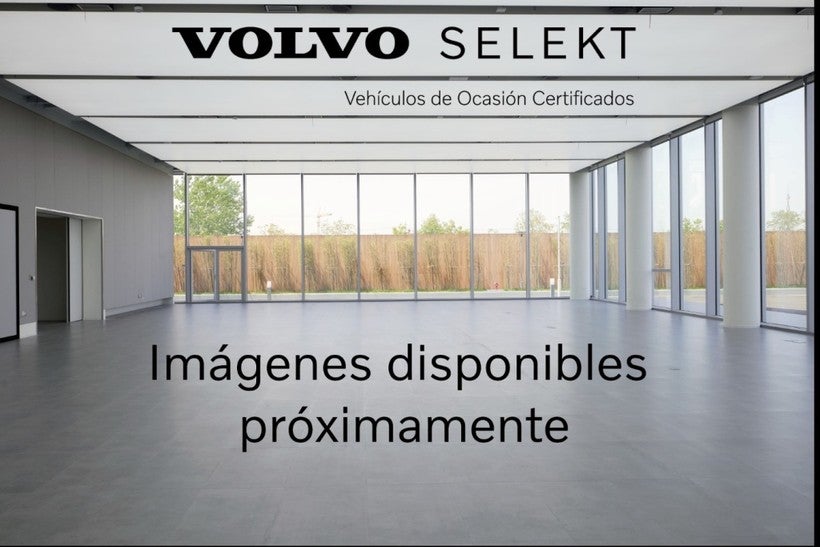 VOLVO SELEKT
Vehículos de Ocasión Certificados
Imágenes disponibles
próximamente